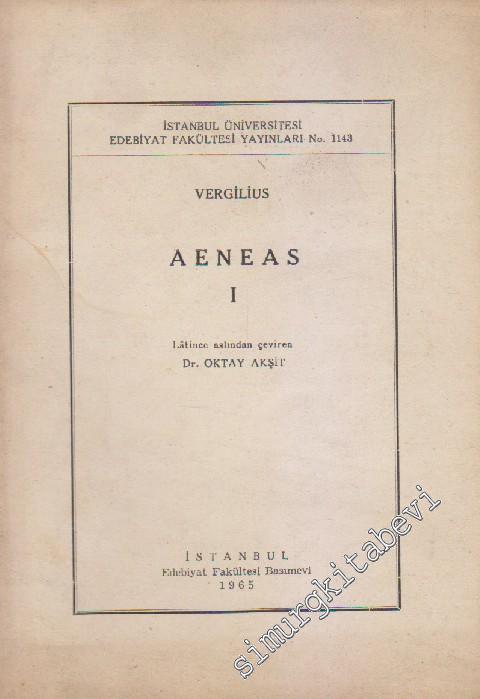 İSTANBUL ÜNİVERSİTESİ
EDEBİYAT FAKÜLTESİ YAYINLARI No. 1143
VERGİLİUS
AENEAS
I
Lâtince aslından çeviren
Dr. OKTAY AKŞİT
İSTANBUL
Edebiyat Fakültesi Basımevi
1965
simurgkitabevi